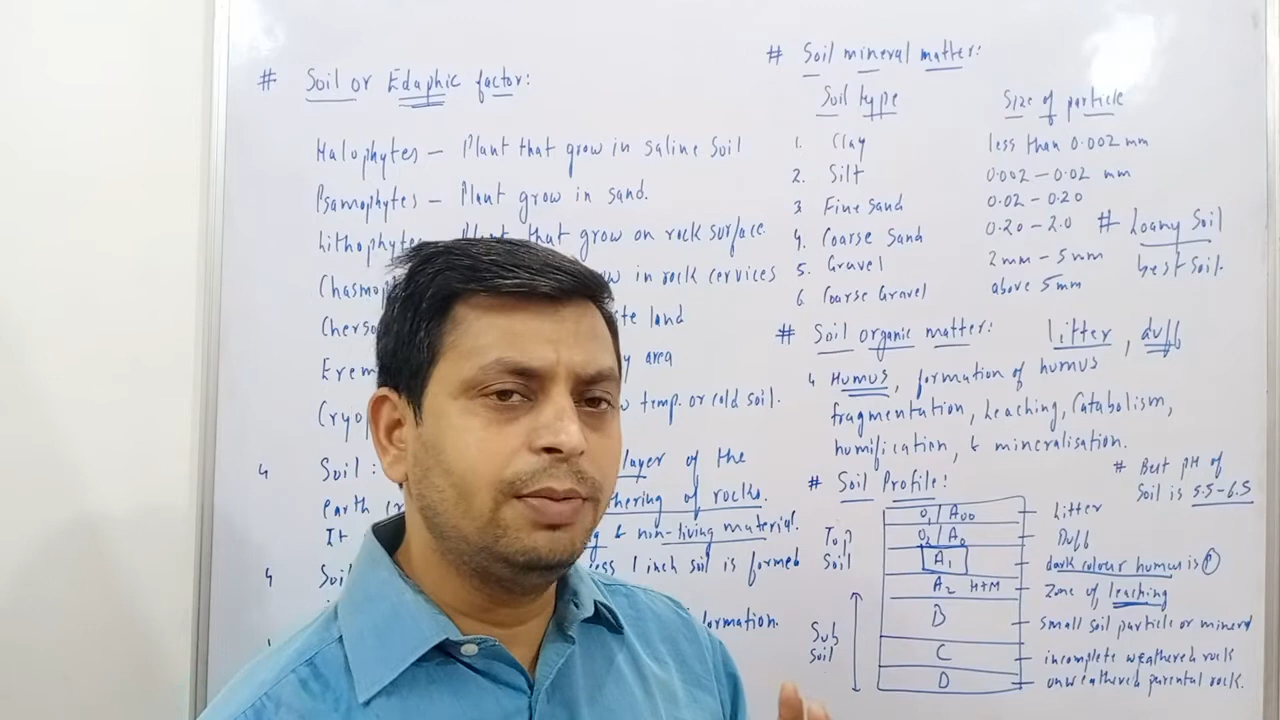 # Soil or Edaphic factor:
Halophytes – Plant that grow in saline Soil
Psamophytes – Plant grow in sand.
Lithophyte that grow on rock surface.
Chasmop w in rock cervices
Cherso te land
Erem y area
Cryop temp. or cold soil.
Soil : layer of the
earth thering of rocks.
It & non-living material.
Soi ess 1 inch soil is formed
ormation.
# Soil mineral matter:
Soil type Size of particle
1. Clay less than 0.002 mm
2. Silt 0.002 – 0.02 mm
3 Fine Sand 0.02 – 0.20
4. Coarse Sand 0.20 – 2.0
5. Gravel 2mm – 5mm
6. Coarse Gravel above 5mm
# Loamy Soil
best soil.
# Soil organic matter: litter, duff
Humus, formation of humus
fragmentation, Leaching, Catabolism,
humification, & mineralisation.
# Soil Profile:
# Best pH of
Soil is 5.5–6.5
Top Soil
O1/A00 – Litter
O2/A0 – Duff
A1 – dark colour humus is ↑
A2 H+M – Zone of leaching
Sub Soil
B – small soil particle or minerd
C – incomplete weathered rock
D – unweathered parental rock.